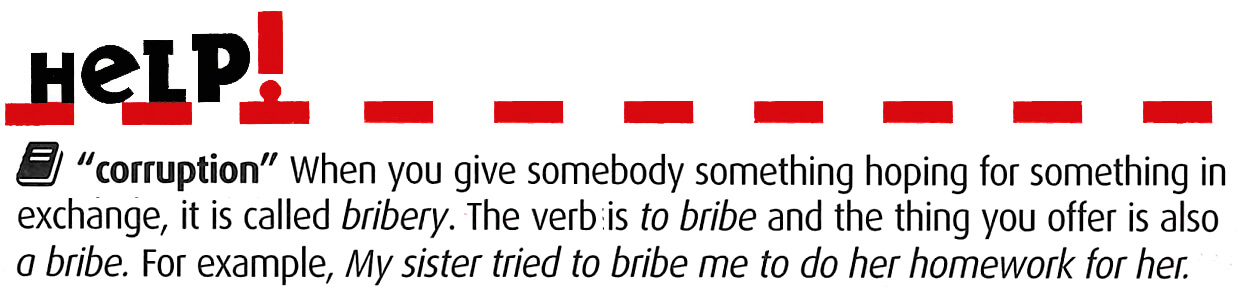 HeLP!
"corruption" When you give somebody something hoping for something in
exchange, it is called bribery. The verb is to bribe and the thing you offer is also
a bribe. For example, My sister tried to bribe me to do her homework for her.